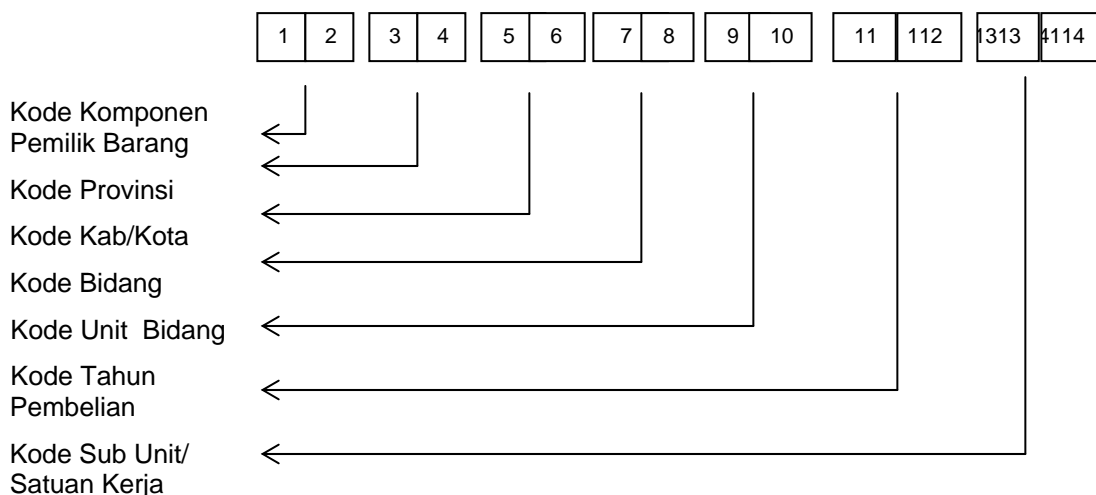 1 2 3 4 5 6 7 8 9 10 11 112 1313 4114
Kode Komponen
Pemilik Barang
Kode Provinsi
Kode Kab/Kota
Kode Bidang
Kode Unit Bidang
Kode Tahun
Pembelian
Kode Sub Unit/
Satuan Kerja